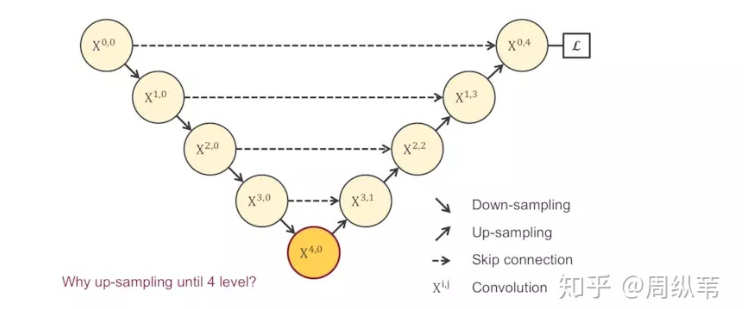 X^{0,0}
X^{0,4}
ℒ
X^{1,0}
X^{1,3}
X^{2,0}
X^{2,2}
X^{3,0}
X^{3,1}
X^{4,0}
Down-sampling
Up-sampling
Skip connection
X^{i,j} Convolution
Why up-sampling until 4 level?
知乎 @周纵苇